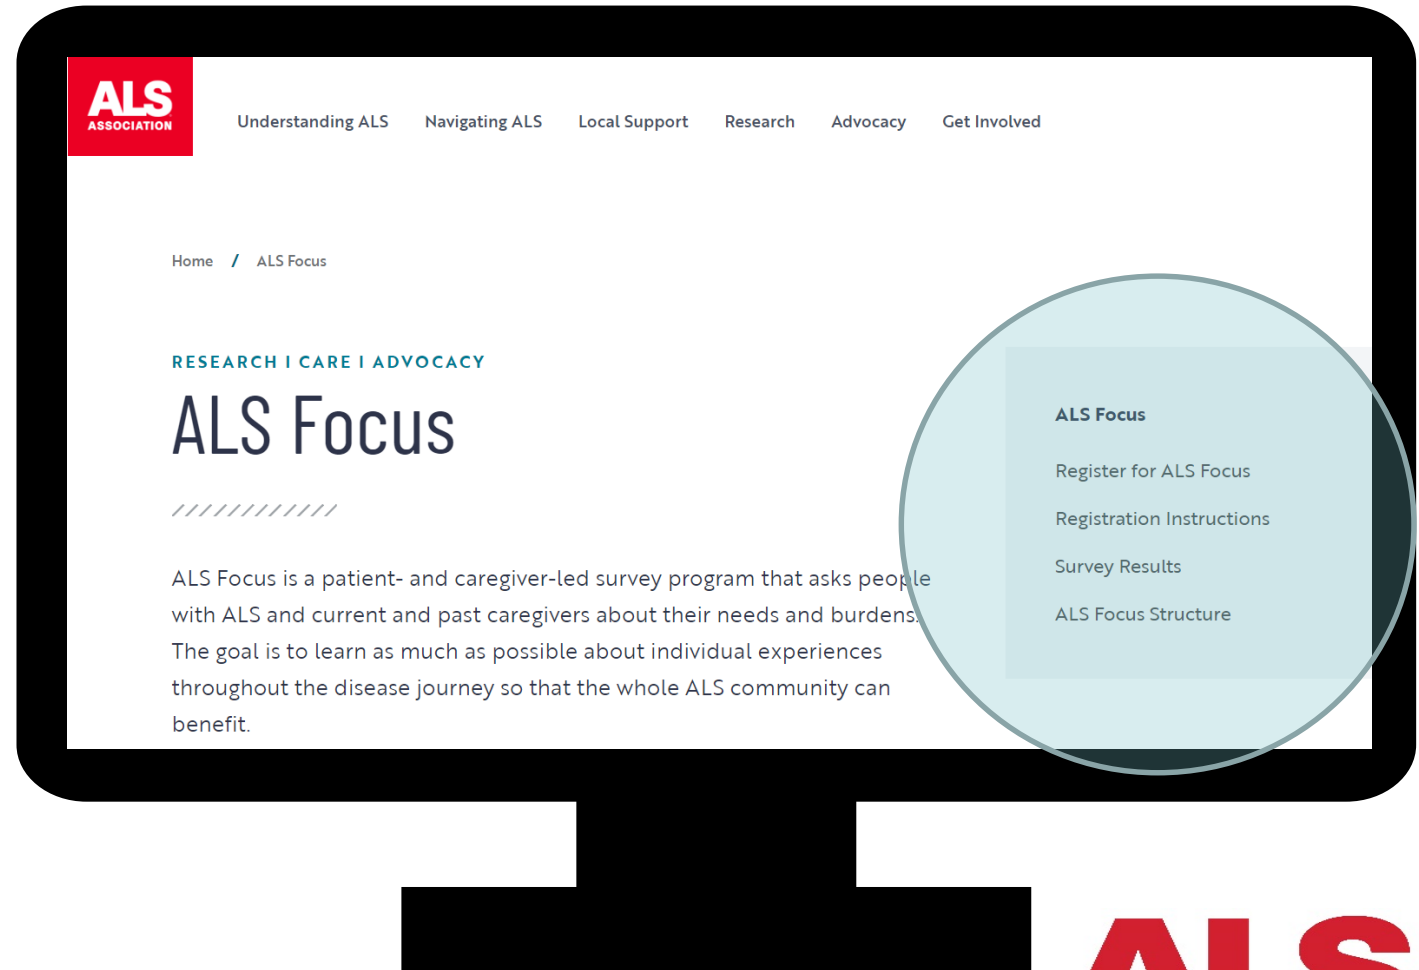 ALS
ASSOCIATION
Understanding ALS Navigating ALS Local Support Research Advocacy Get Involved
Home / ALS Focus
RESEARCH I CARE I ADVOCACY
ALS Focus
ALS Focus is a patient- and caregiver-led survey program that asks people
with ALS and current and past caregivers about their needs and burdens.
The goal is to learn as much as possible about individual experiences
throughout the disease journey so that the whole ALS community can
benefit.
ALS Focus
Register for ALS Focus
Registration Instructions
Survey Results
ALS Focus Structure
ALS